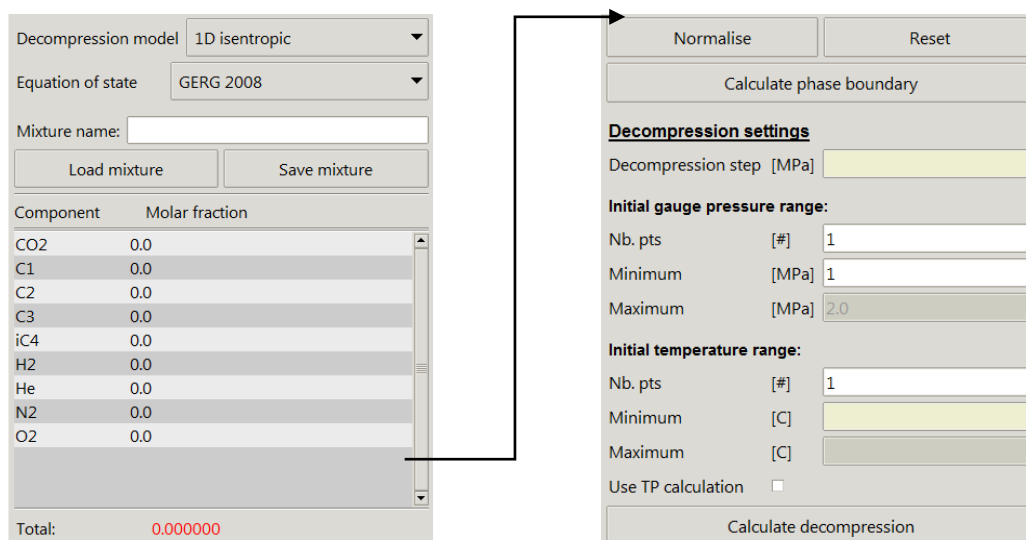 Decompression model 1D isentropic
Equation of state GERG 2008
Mixture name:
Load mixture Save mixture
Component Molar fraction
CO2 0.0
C1 0.0
C2 0.0
C3 0.0
iC4 0.0
H2 0.0
He 0.0
N2 0.0
O2 0.0
Total: 0.000000
Normalise Reset
Calculate phase boundary
Decompression settings
Decompression step [MPa]
Initial gauge pressure range:
Nb. pts [#] 1
Minimum [MPa] 1
Maximum [MPa] 2.0
Initial temperature range:
Nb. pts [#] 1
Minimum [C]
Maximum [C]
Use TP calculation
Calculate decompression